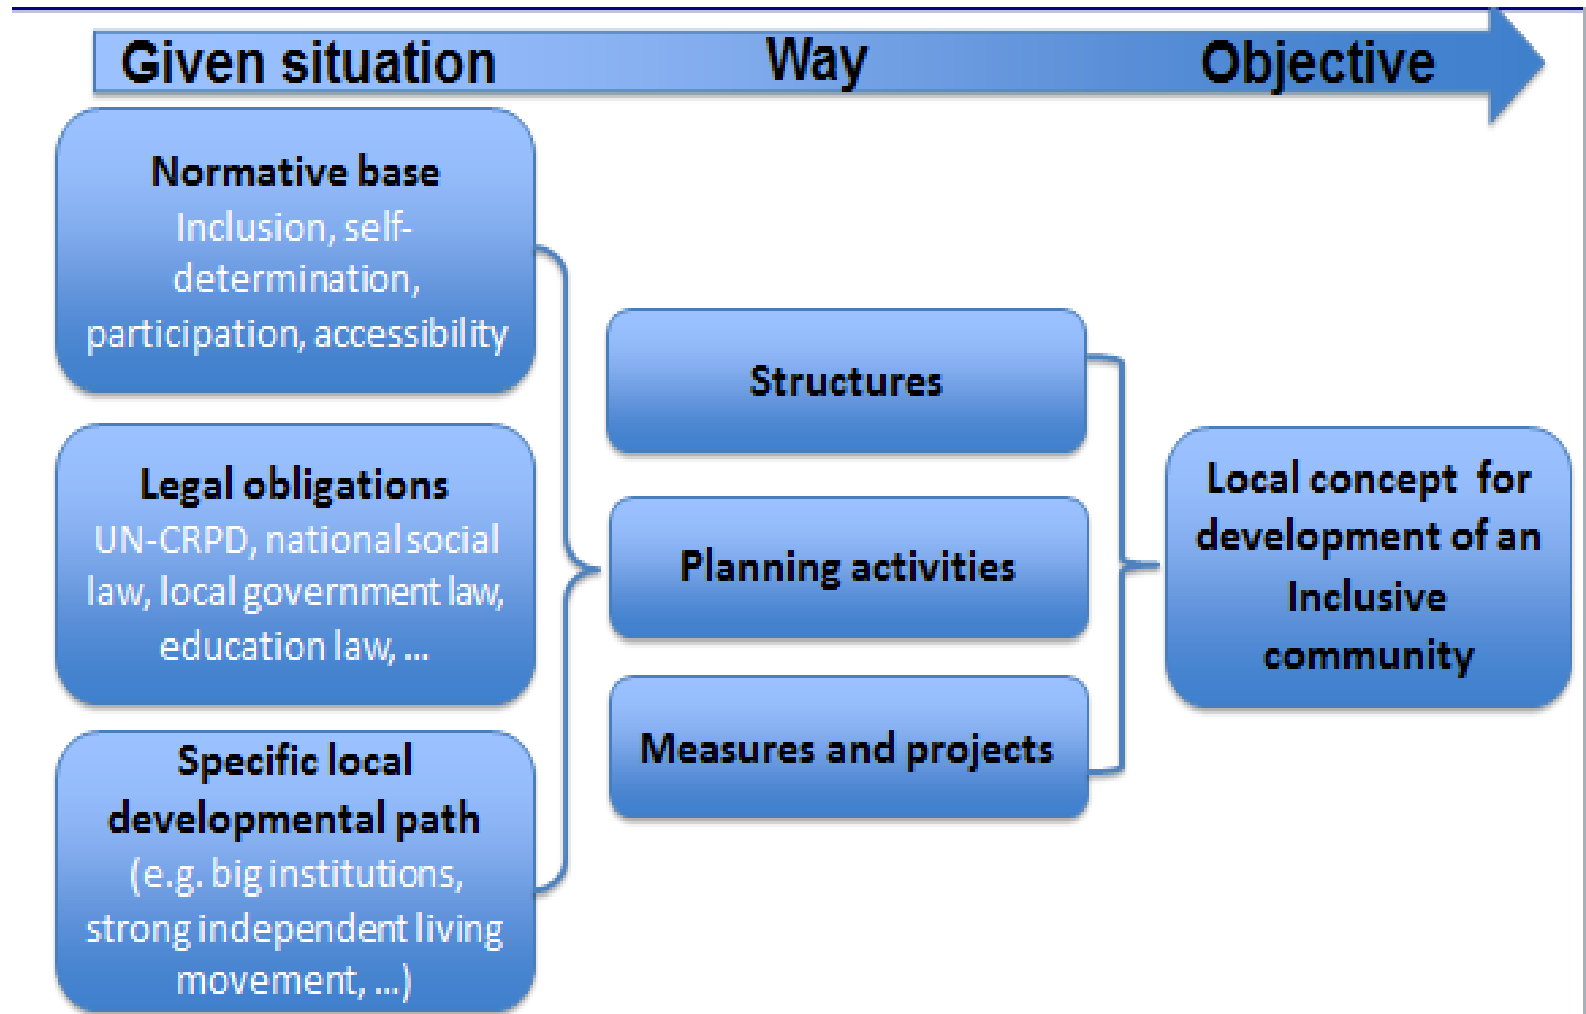 Given situation
Way
Objective
Normative base
Inclusion, self-
determination,
participation, accessibility
Legal obligations
UN-CRPD, national social
law, local government law,
education law, ...
Specific local
developmental path
(e.g. big institutions,
strong independent living
movement, ...)
Structures
Planning activities
Measures and projects
Local concept for
development of an
Inclusive
community